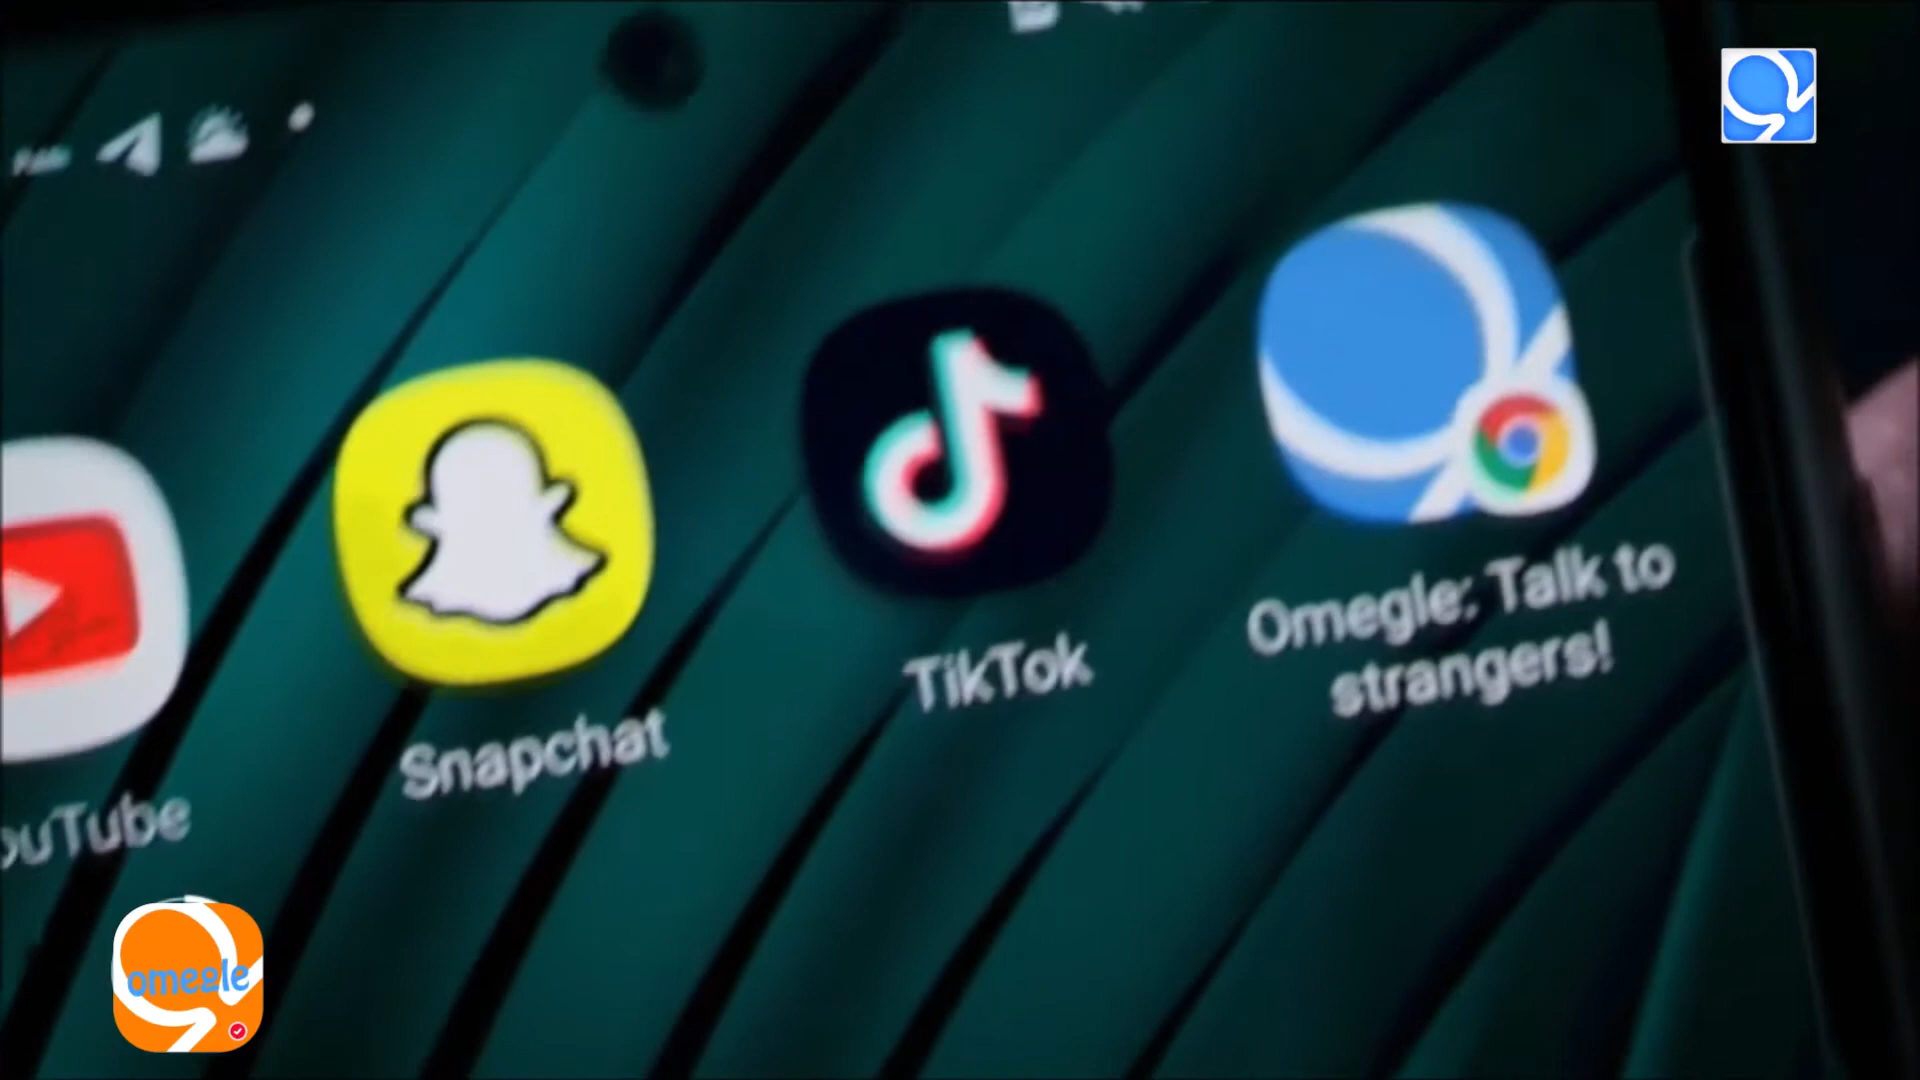 ouTube
Snapchat
TikTok
Omegle: Talk to
strangers!
omegle